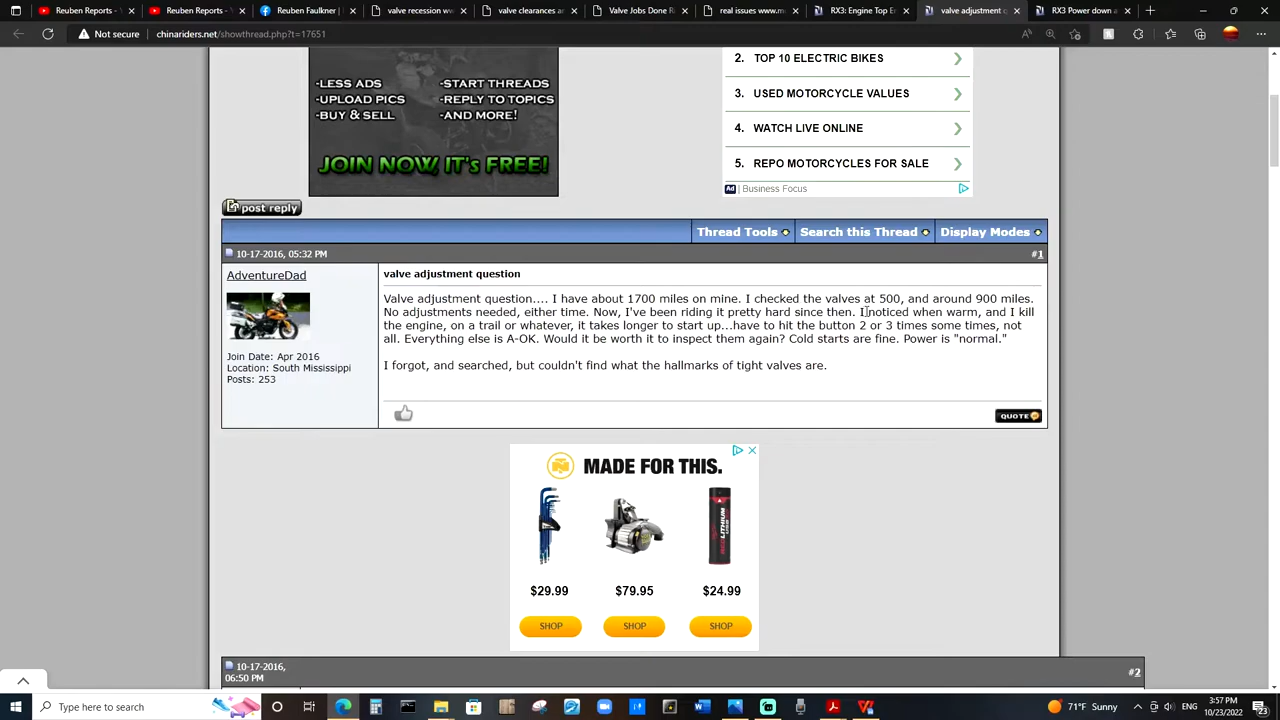 Reuben Reports - Y
Reuben Reports - Y
Reuben Faulkner |
valve recession ww
valve clearances ar
Valve Jobs Done R
real issues www.m
RX3: Engine Top E
valve adjustment q
RX3 Power down a
Not secure
chinariders.net/showthread.php?t=17651
-LESS ADS
-START THREADS
-UPLOAD PICS
-REPLY TO TOPICS
-BUY & SELL
-AND MORE!
JOIN NOW, IT's FREE!
2. TOP 10 ELECTRIC BIKES
3. USED MOTORCYCLE VALUES
4. WATCH LIVE ONLINE
5. REPO MOTORCYCLES FOR SALE
Ad | Business Focus
post reply
Thread Tools
Search this Thread
Display Modes
10-17-2016, 05:32 PM
#1
AdventureDad
Join Date: Apr 2016
Location: South Mississippi
Posts: 253
valve adjustment question
Valve adjustment question.... I have about 1700 miles on mine. I checked the valves at 500, and around 900 miles.
No adjustments needed, either time. Now, I've been riding it pretty hard since then. I noticed when warm, and I kill
the engine, on a trail or whatever, it takes longer to start up...have to hit the button 2 or 3 times some times, not
all. Everything else is A-OK. Would it be worth it to inspect them again? Cold starts are fine. Power is "normal."
I forgot, and searched, but couldn't find what the hallmarks of tight valves are.
QUOTE
MADE FOR THIS.
$29.99
$79.95
$24.99
SHOP
SHOP
SHOP
10-17-2016,
06:50 PM
#2
Type here to search
71°F Sunny
ENG
3:57 PM
10/23/2022